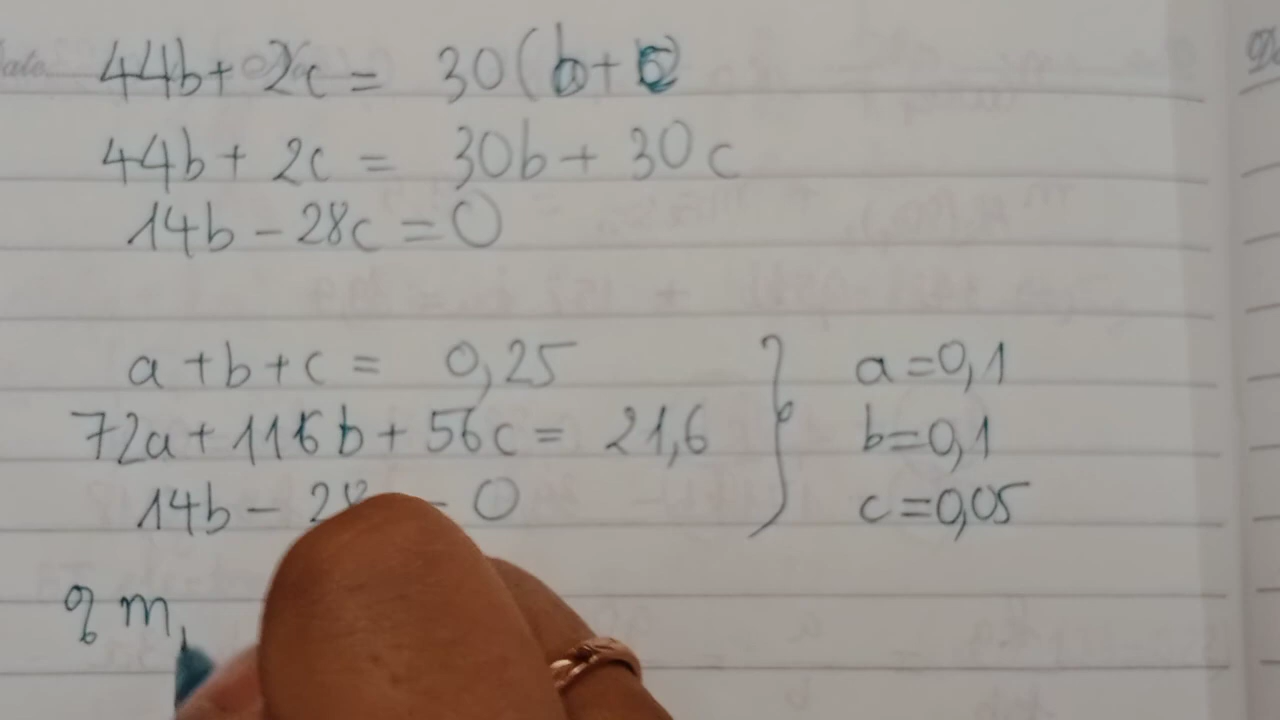 44b + 2c = 30(b+c)
44b + 2c = 30b + 30c
14b - 28c = 0
a + b + c = 0,25
72a + 116b + 56c = 21,6
14b - 28 = 0
a = 0,1
b = 0,1
c = 0,05
% m